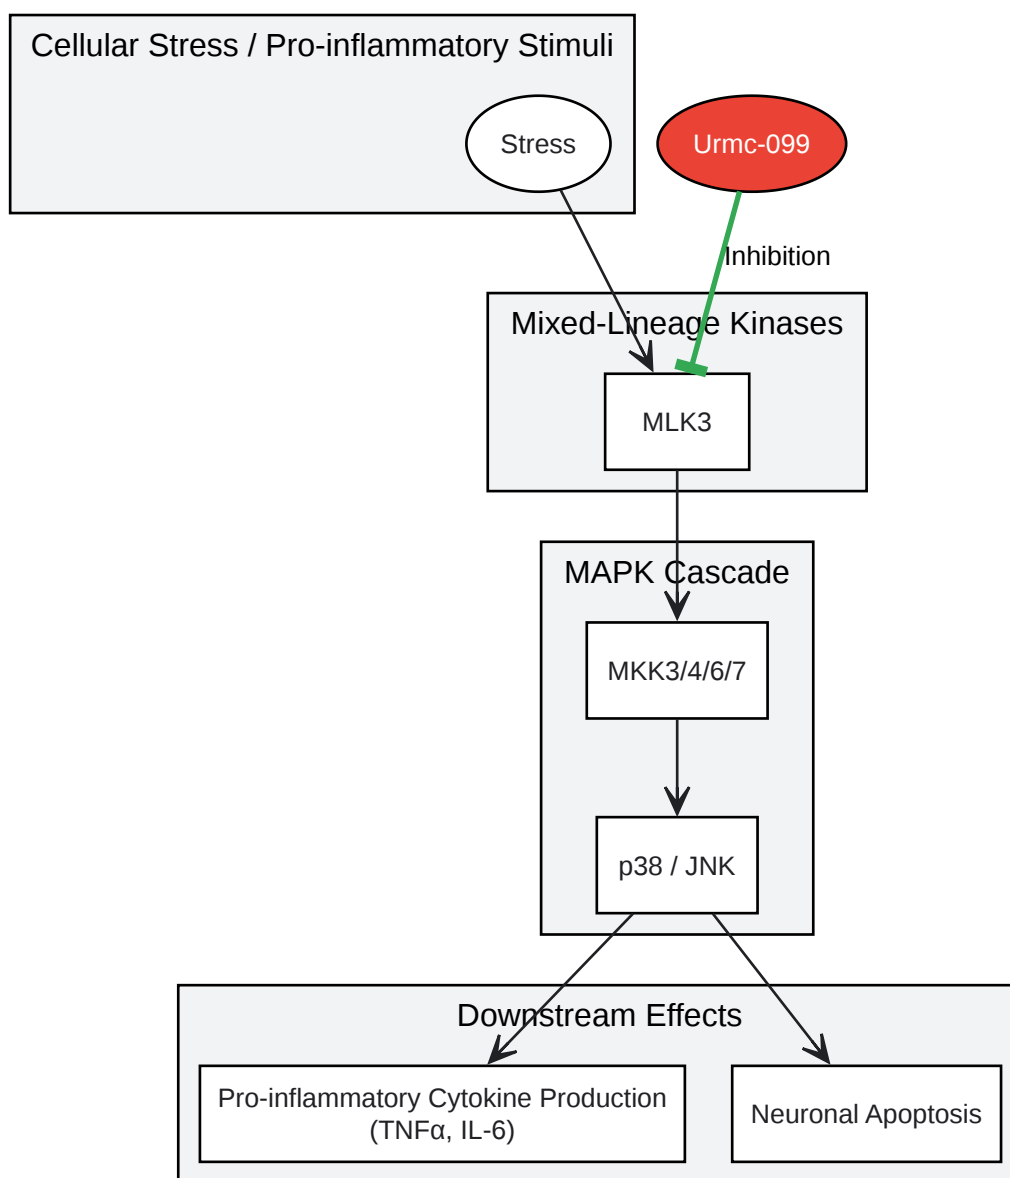 Cellular Stress / Pro-inflammatory Stimuli
Stress
Urmc-099
Inhibition
Mixed-Lineage Kinases
MLK3
MAPK Cascade
MKK3/4/6/7
p38 / JNK
Downstream Effects
Pro-inflammatory Cytokine Production
(TNFα, IL-6)
Neuronal Apoptosis